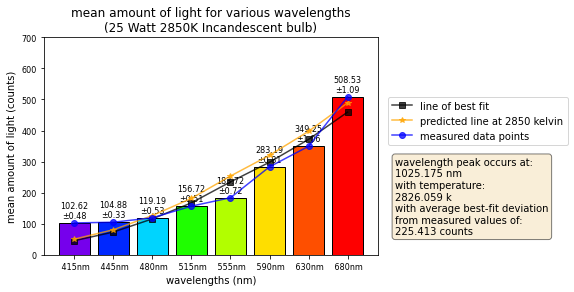 mean amount of light for various wavelengths
(25 Watt 2850K Incandescent bulb)
mean amount of light (counts)
700
600
500
400
300
200
100
0
102.62
±0.48
104.88
±0.33
119.19
±0.53
156.72
±0.51
±0.72
283.19
349.25
508.53
±1.09
415nm 445nm 480nm 515nm 555nm 590nm 630nm 680nm
wavelengths (nm)
line of best fit
predicted line at 2850 kelvin
measured data points
wavelength peak occurs at:
1025.175 nm
with temperature:
2826.059 k
with average best-fit deviation
from measured values of:
225.413 counts